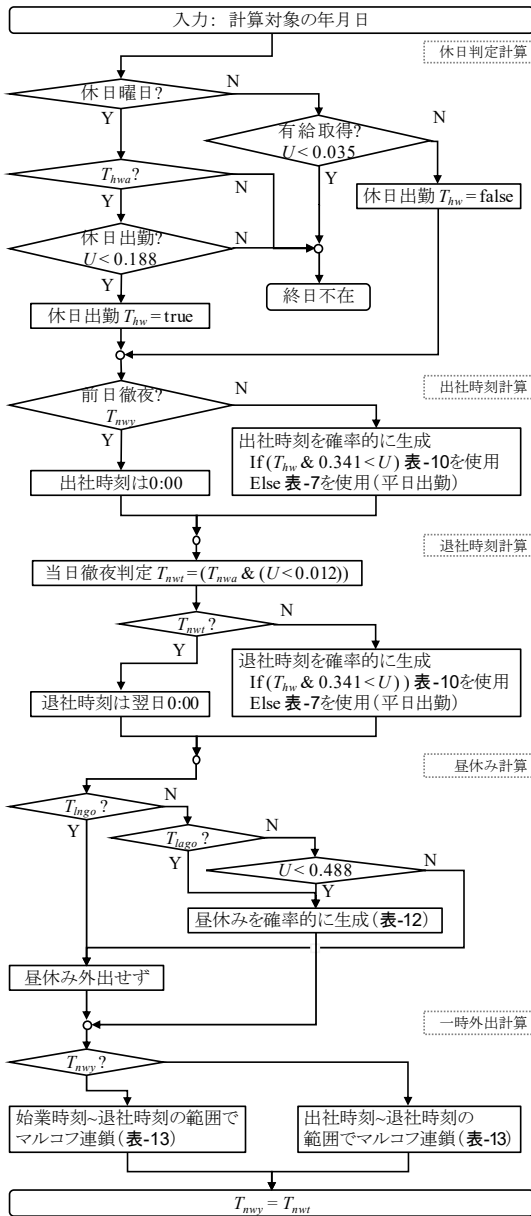 入力: 計算対象の年月日
休日判定計算
休日曜日?
N
Y
有給取得?
U<0.035
N
Y
T_hwa?
N
Y
休日出勤 T_hw=false
休日出勤?
U<0.188
N
Y
終日不在
休日出勤 T_hw=true
前日徹夜?
T_nwy
N
Y
出社時刻計算
出社時刻を確率的に生成
If (T_hw & 0.341<U) 表-10を使用
Else 表-7を使用(平日出勤)
出社時刻は0:00
退社時刻計算
当日徹夜判定 T_nwt=(T_nwa & (U<0.012))
T_nwt?
N
Y
退社時刻を確率的に生成
If (T_hw & 0.341<U)) 表-10を使用
Else 表-7を使用(平日出勤)
退社時刻は翌日0:00
昼休み計算
T_lngo?
N
Y
T_lago?
N
Y
U<0.488
N
Y
昼休みを確率的に生成(表-12)
昼休み外出せず
一時外出計算
T_nwy?
始業時刻~退社時刻の範囲で
マルコフ連鎖(表-13)
出社時刻~退社時刻の
範囲でマルコフ連鎖(表-13)
T_nwy=T_nwt